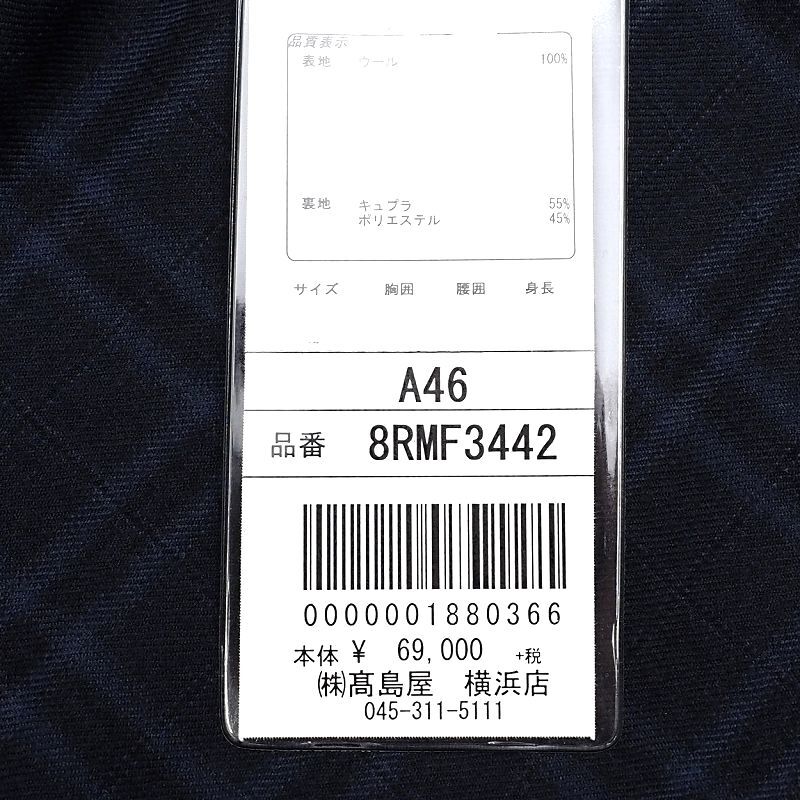 品質表示
表地 ウール 100%
裏地 キュプラ 55%
ポリエステル 45%
サイズ 胸囲 腰囲 身長
A46
品番 8RMF3442
0000001880366
本体 ¥ 69,000 +税
㈱髙島屋 横浜店
045-311-5111